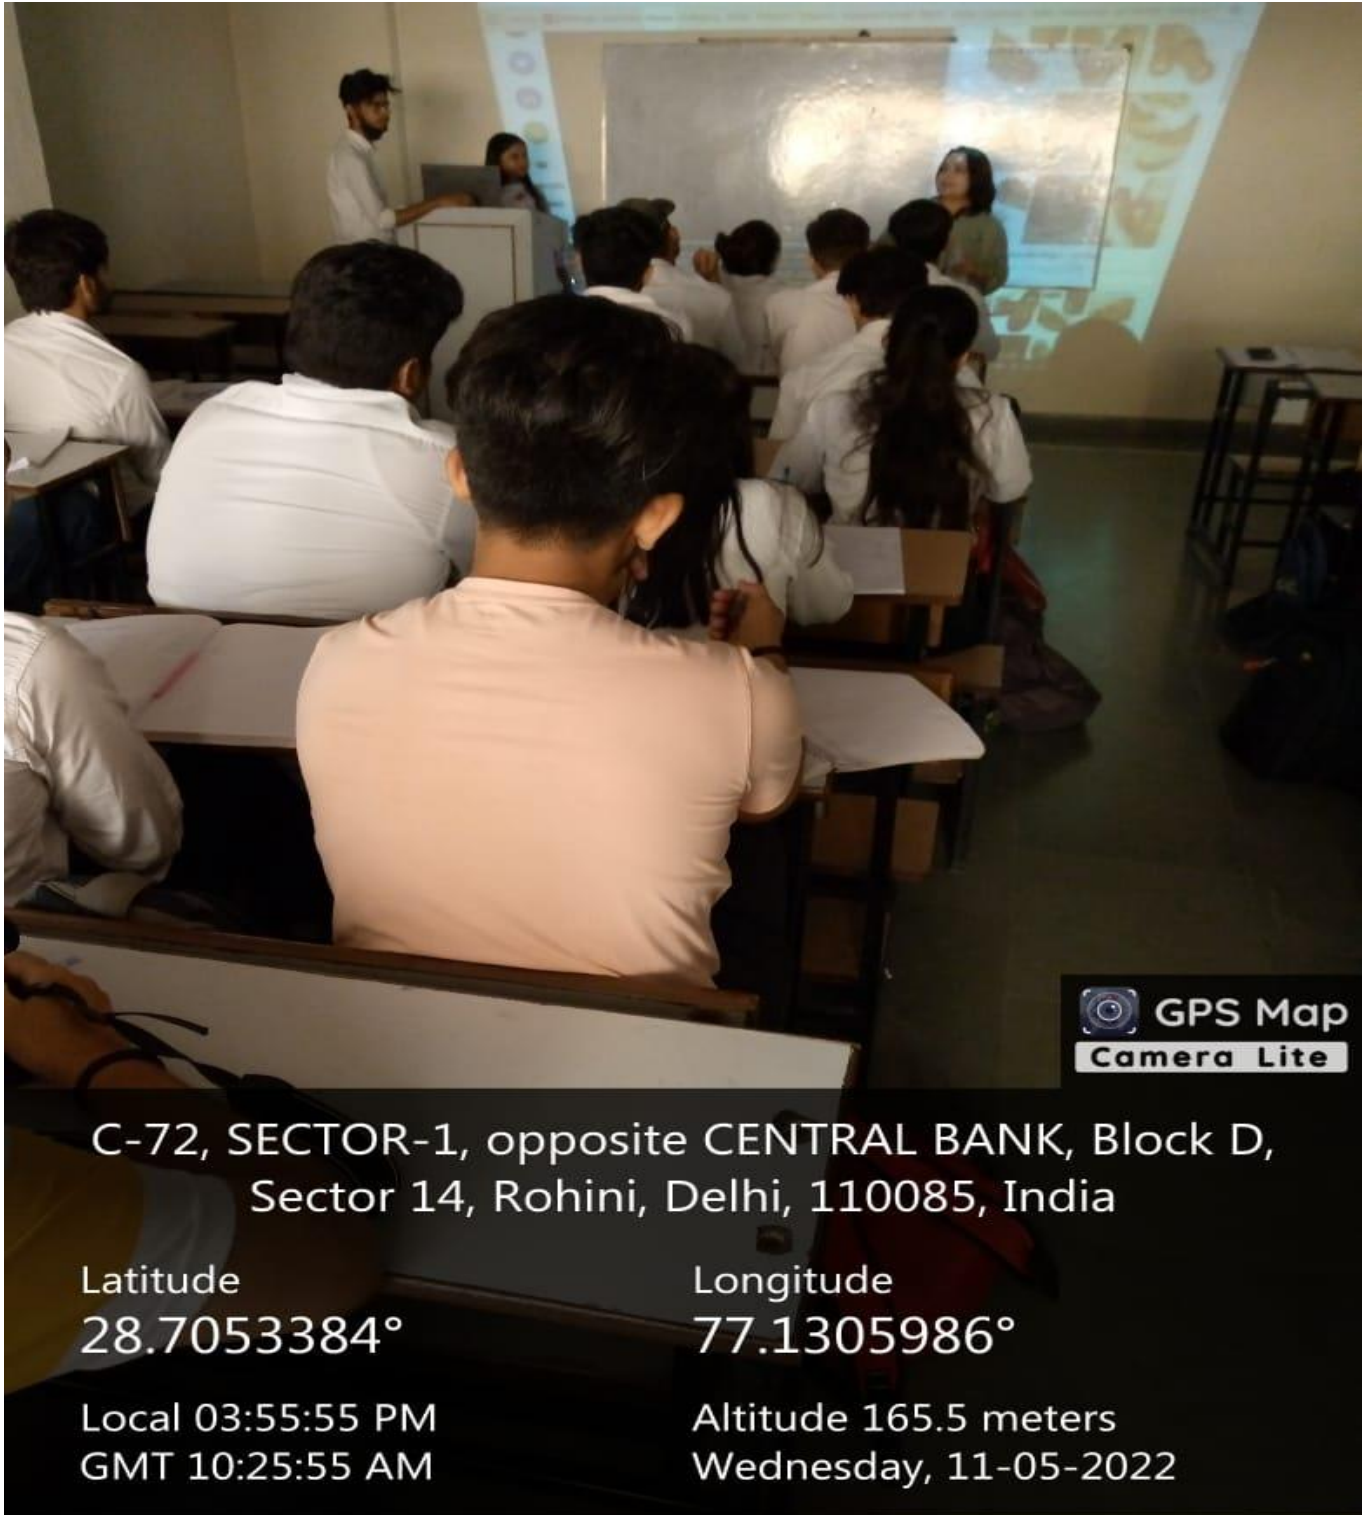 GPS Map
Camera Lite
C-72, SECTOR-1, opposite CENTRAL BANK, Block D,
Sector 14, Rohini, Delhi, 110085, India
Latitude
28.7053384°
Longitude
77.1305986°
Local 03:55:55 PM
GMT 10:25:55 AM
Altitude 165.5 meters
Wednesday, 11-05-2022